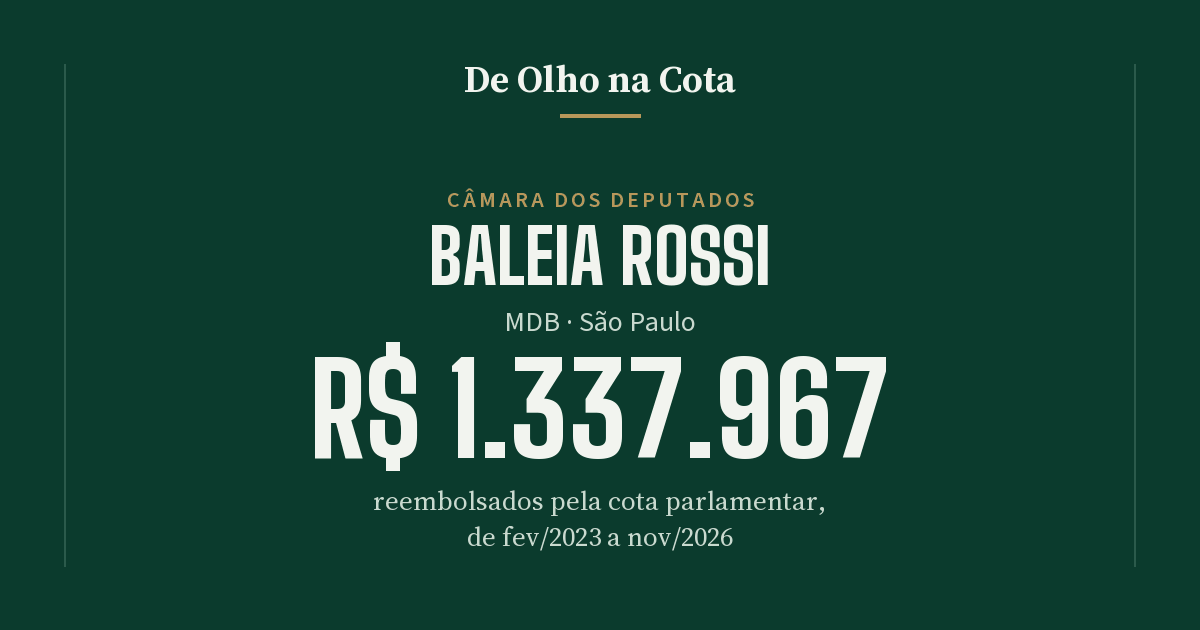 De Olho na Cota
CÂMARA DOS DEPUTADOS
BALEIA ROSSI
MDB · São Paulo
R$ 1.337.967
reembolsados pela cota parlamentar,
de fev/2023 a nov/2026